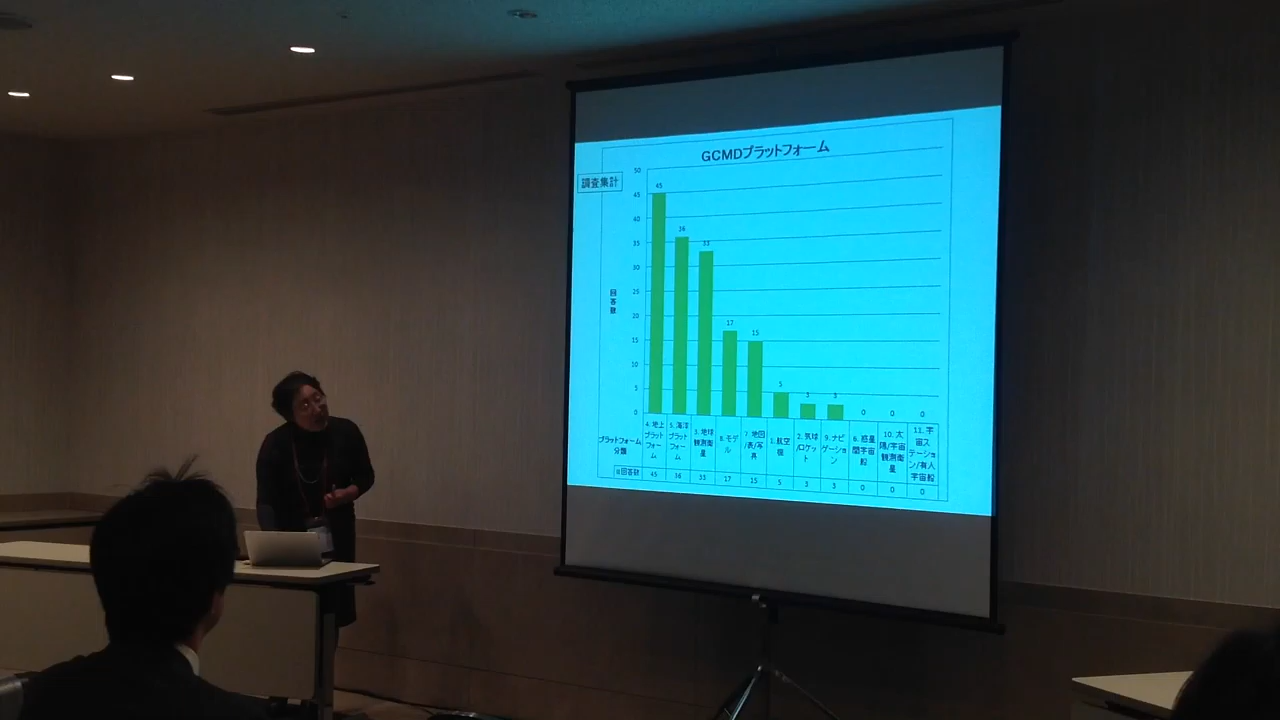 GCMDプラットフォーム
調査集計
50
45
40
35
30
25
20
15
10
5
0
回答数
45
36
33
17
15
5
3
3
0
0
0
プラットフォーム分類
4. 地上プラットフォーム
5. 海洋プラットフォーム
3. 地球観測衛星
8. モデル
7. 地図/表/写真
1. 航空機
2. 気球/ロケット
9. ナビゲーション
6. 惑星間宇宙船
10. 太陽/宇宙観測衛星
11. 宇宙ステーション/有人宇宙船
回答数
45
36
33
17
15
5
3
3
0
0
0